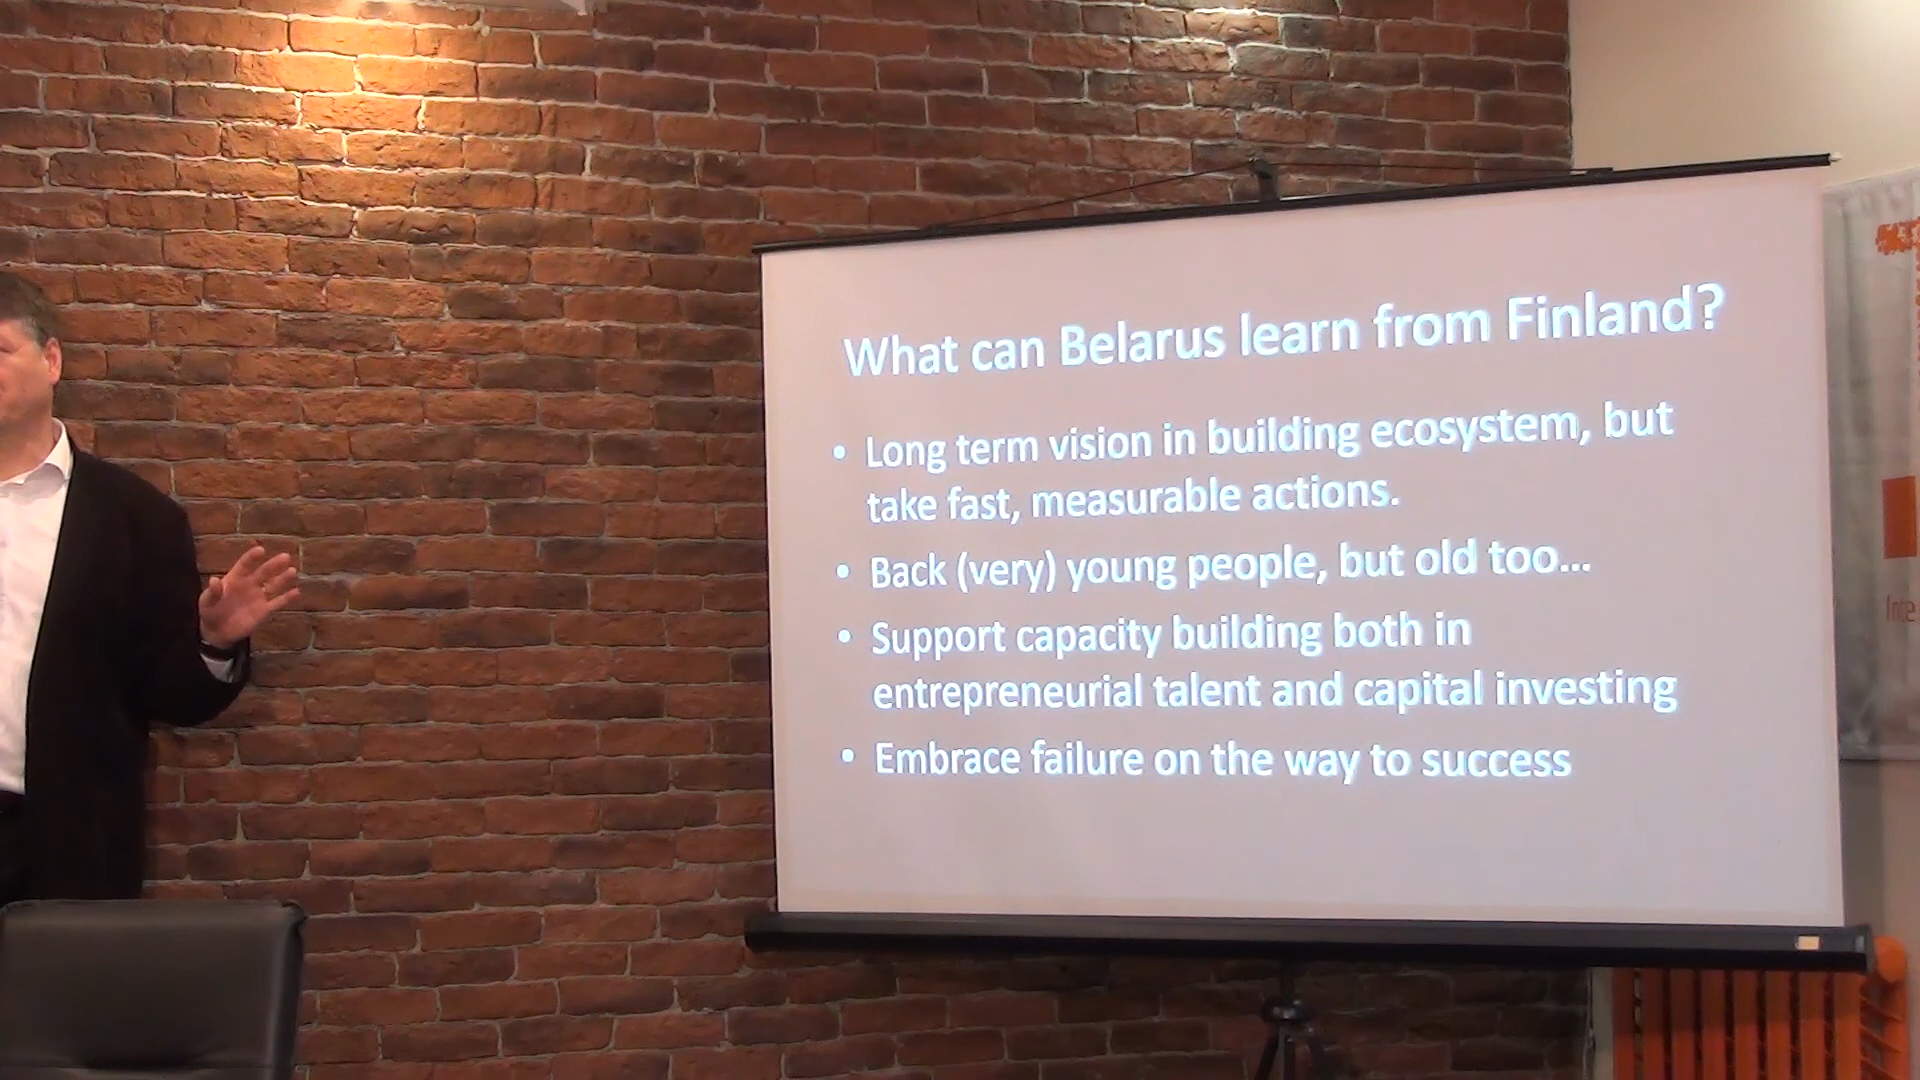 What can Belarus learn from Finland?
• Long term vision in building ecosystem, but
take fast, measurable actions.
• Back (very) young people, but old too...
• Support capacity building both in
entrepreneurial talent and capital investing
• Embrace failure on the way to success
Inte